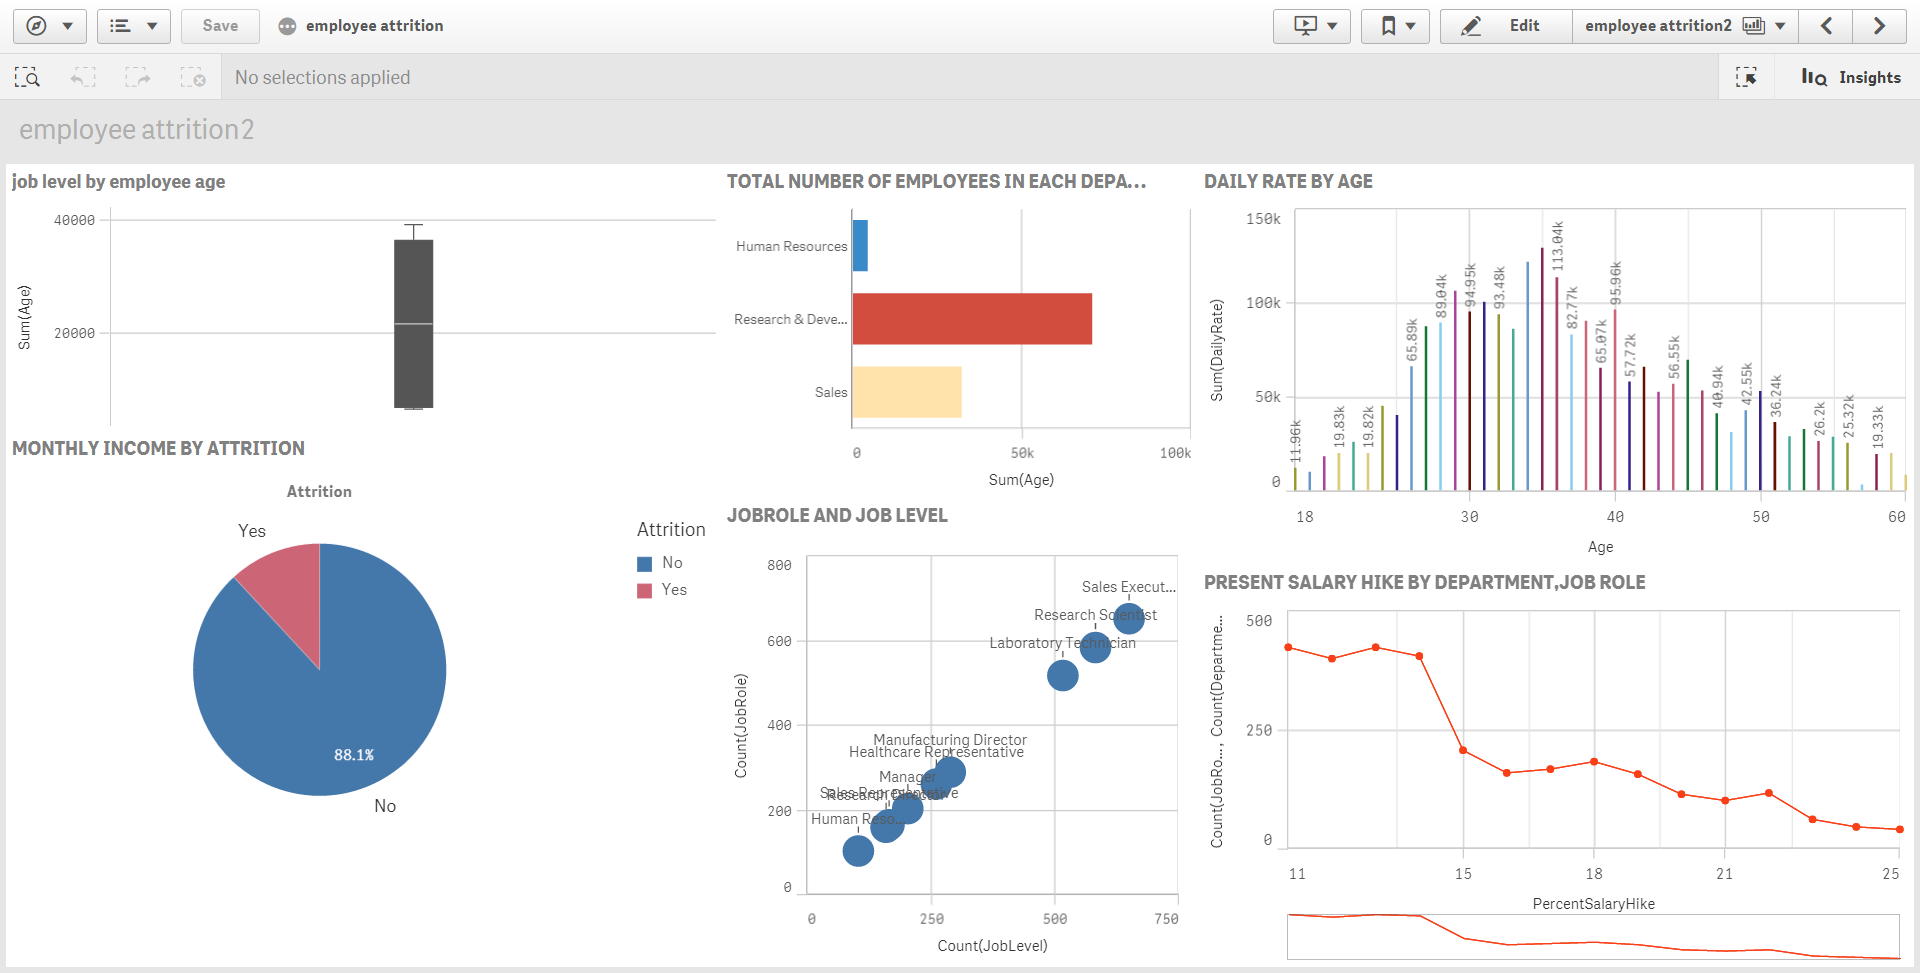 Save
employee attrition
Edit
employee attrition2
No selections applied
Insights
employee attrition2
job level by employee age
40000
20000
Sum(Age)
MONTHLY INCOME BY ATTRITION
Attrition
Yes
88.1%
No
Attrition
No
Yes
TOTAL NUMBER OF EMPLOYEES IN EACH DEPA...
Human Resources
Research & Deve...
Sales
0
50k
100k
Sum(Age)
JOBROLE AND JOB LEVEL
800
600
400
200
0
Count(JobRole)
Sales Execut...
Research Scientist
Laboratory Technician
Manufacturing Director
Healthcare Representative
Manager
Sales Representative
Research Director
Human Reso...
0
250
500
750
Count(JobLevel)
DAILY RATE BY AGE
150k
100k
50k
0
Sum(DailyRate)
11.96k
19.83k
19.82k
65.89k
89.04k
94.95k
93.48k
113.04k
82.77k
65.07k
95.96k
57.72k
56.55k
40.94k
42.55k
36.24k
26.2k
25.32k
19.33k
18
30
40
50
60
Age
PRESENT SALARY HIKE BY DEPARTMENT,JOB ROLE
500
250
0
Count(JobRo..., Count(Departme...
11
15
18
21
25
PercentSalaryHike